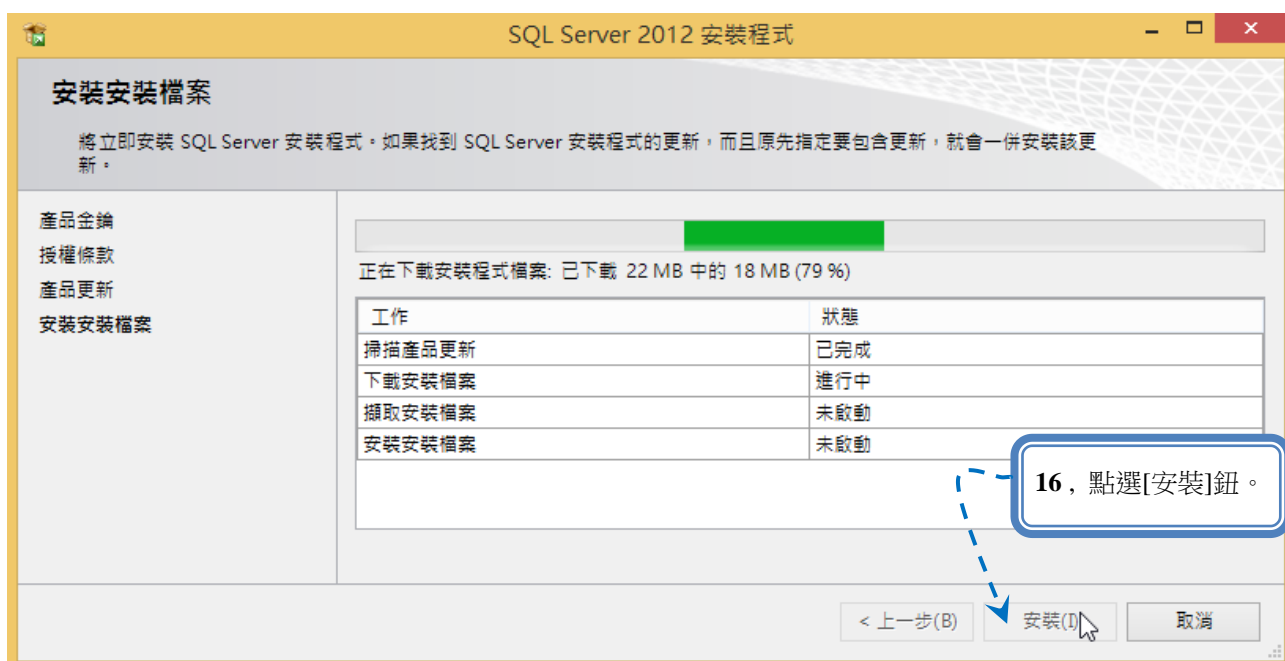 SQL Server 2012 安裝程式
安裝安裝檔案
將立即安裝 SQL Server 安裝程式。如果找到 SQL Server 安裝程式的更新，而且原先指定要包含更新，就會一併安裝該更
新。
產品金鑰
授權條款
產品更新
安裝安裝檔案
正在下載安裝程式檔案: 已下載 22 MB 中的 18 MB (79 %)
工作 狀態
掃描產品更新 已完成
下載安裝檔案 進行中
擷取安裝檔案 未啟動
安裝安裝檔案 未啟動
16 , 點選[安裝]鈕。
< 上一步(B) 安裝(I) 取消